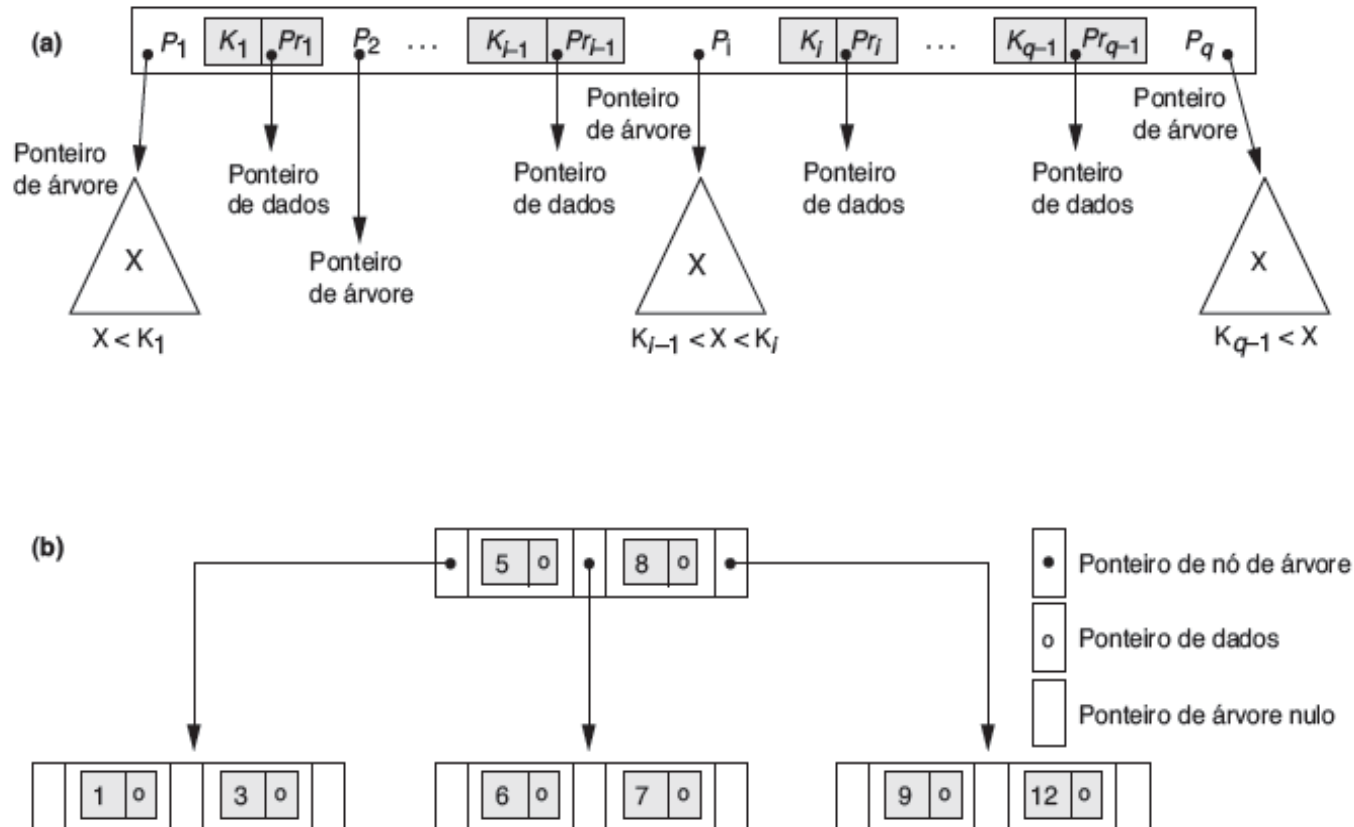 (a)
P1 K1 Pr1 P2 ... Ki–1 Pri–1 Pi Ki Pri ... Kq–1 Prq–1 Pq
Ponteiro
de árvore
Ponteiro
de dados
Ponteiro
de árvore
Ponteiro
de dados
Ponteiro
de árvore
Ponteiro
de dados
Ponteiro
de dados
Ponteiro
de árvore
X
X
X
X < K1
Ki–1 < X < Ki
Kq–1 < X
(b)
5 o 8 o
Ponteiro de nó de árvore
o Ponteiro de dados
Ponteiro de árvore nulo
1 o 3 o
6 o 7 o
9 o 12 o